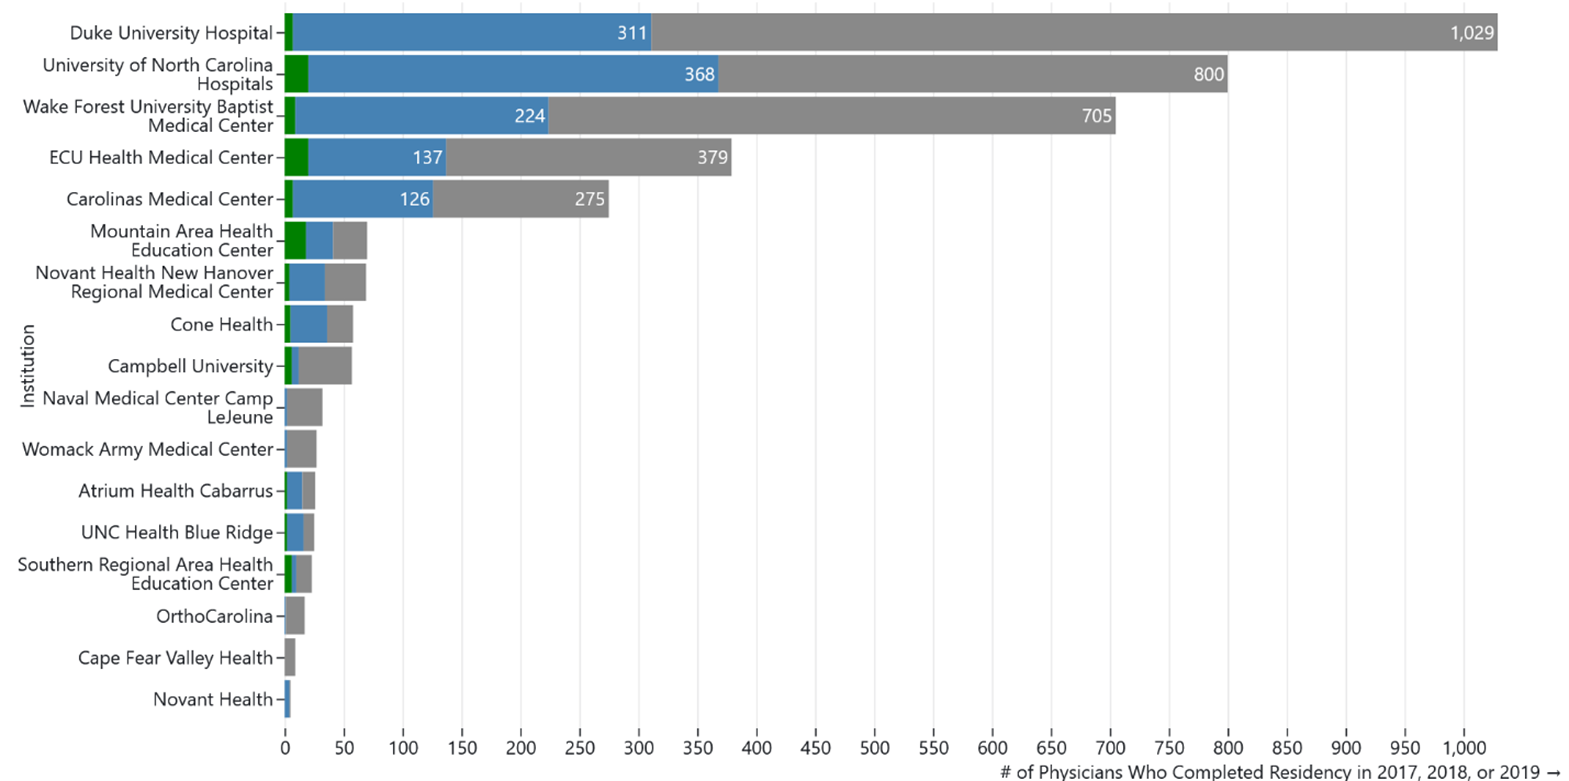 Duke University Hospital
311
1,029
University of North Carolina
Hospitals
368
800
Wake Forest University Baptist
Medical Center
224
705
ECU Health Medical Center
137
379
Carolinas Medical Center
126
275
Mountain Area Health
Education Center
Novant Health New Hanover
Regional Medical Center
Cone Health
Campbell University
Naval Medical Center Camp
LeJeune
Womack Army Medical Center
Atrium Health Cabarrus
UNC Health Blue Ridge
Southern Regional Area Health
Education Center
OrthoCarolina
Cape Fear Valley Health
Novant Health
Institution
0 50 100 150 200 250 300 350 400 450 500 550 600 650 700 750 800 850 900 950 1,000
# of Physicians Who Completed Residency in 2017, 2018, or 2019 →